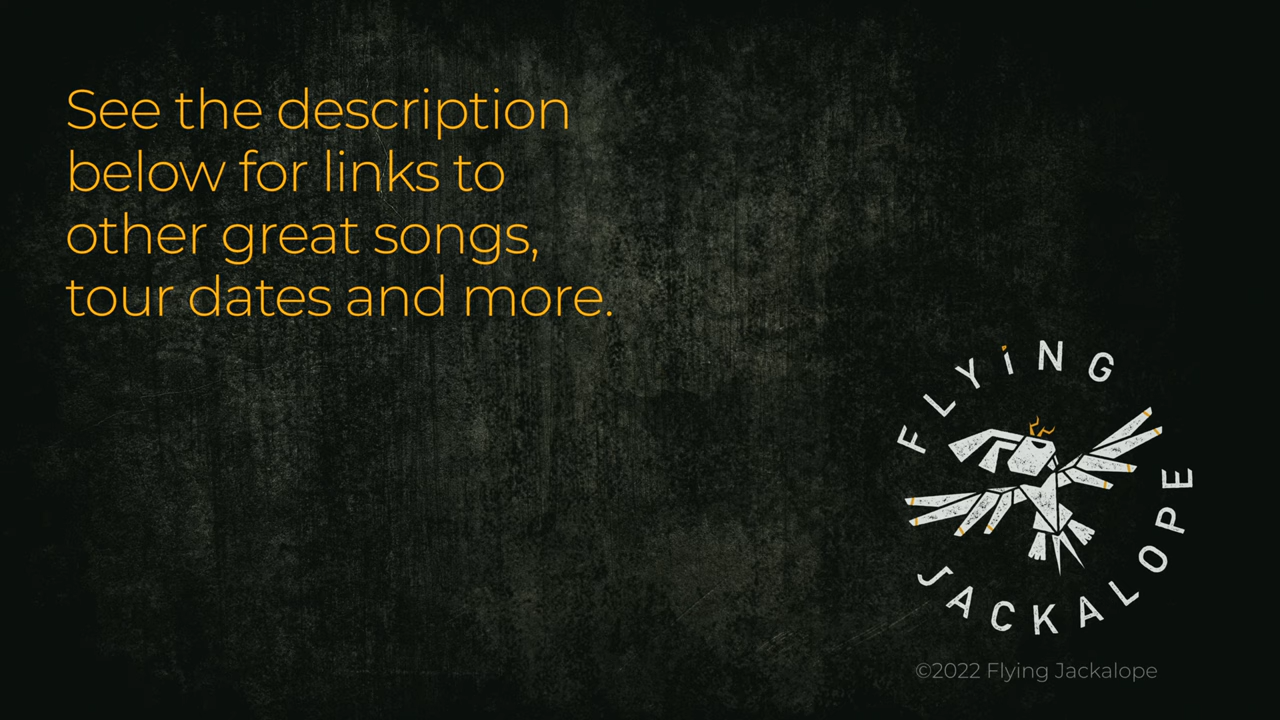 See the description
below for links to
other great songs,
tour dates and more.
FLYiNG
JACKALOPE
©2022 Flying Jackalope